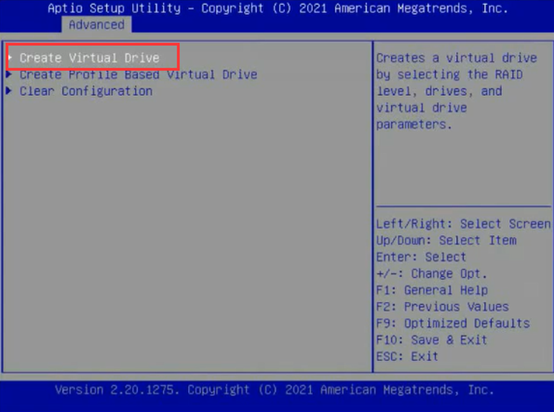 Aptio Setup Utility - Copyright (C) 2021 American Megatrends, Inc.
Advanced
Create Virtual Drive
Create Profile Based Virtual Drive
Clear Configuration
Creates a virtual drive
by selecting the RAID
level, drives, and
virtual drive
parameters.
Left/Right: Select Screen
Up/Down: Select Item
Enter: Select
+/-: Change Opt.
F1: General Help
F2: Previous Values
F9: Optimized Defaults
F10: Save & Exit
ESC: Exit
Version 2.20.1275. Copyright (C) 2021 American Megatrends, Inc.